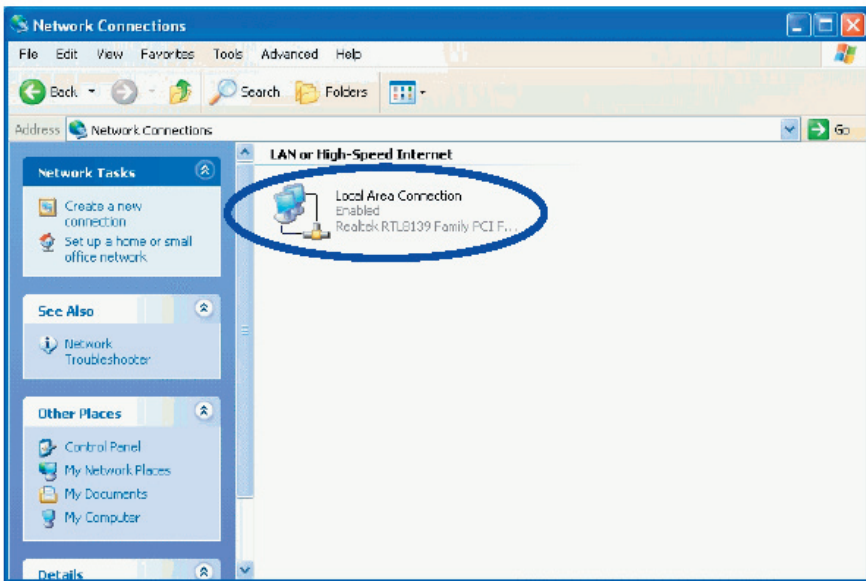 Network Connections
File Edit View Favorites Tools Advanced Help
Back Search Folders
Address Network Connections Go
Network Tasks
Create a new
connection
Set up a home or small
office network
See Also
Network
Troubleshooter
Other Places
Control Panel
My Network Places
My Documents
My Computer
Details
LAN or High-Speed Internet
Local Area Connection
Enabled
Realtek RTL8139 Family PCI F...